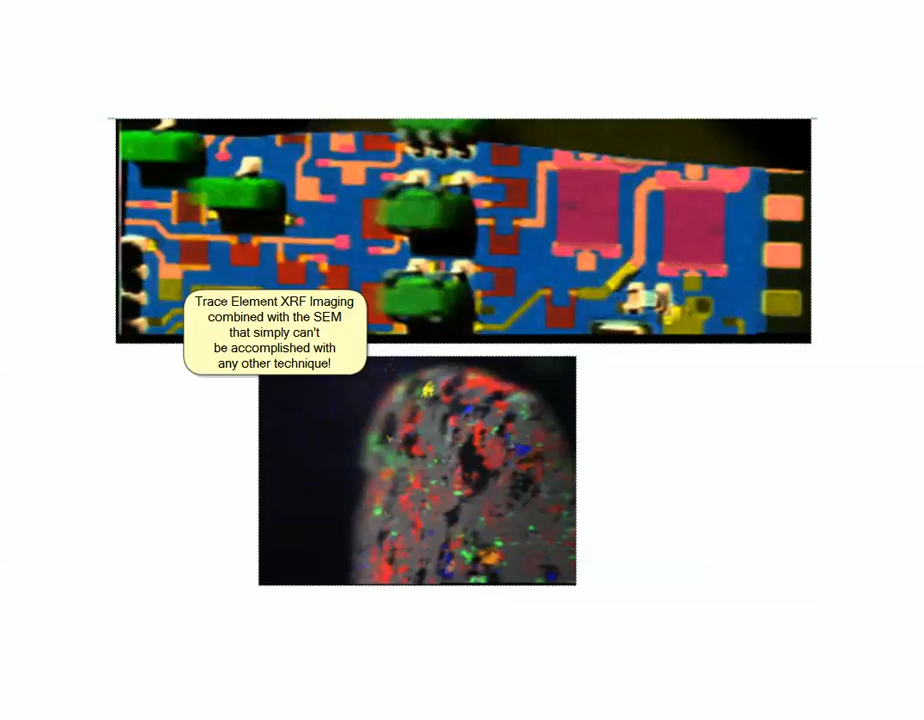 Trace Element XRF Imaging
combined with the SEM
that simply can't
be accomplished with
any other technique!